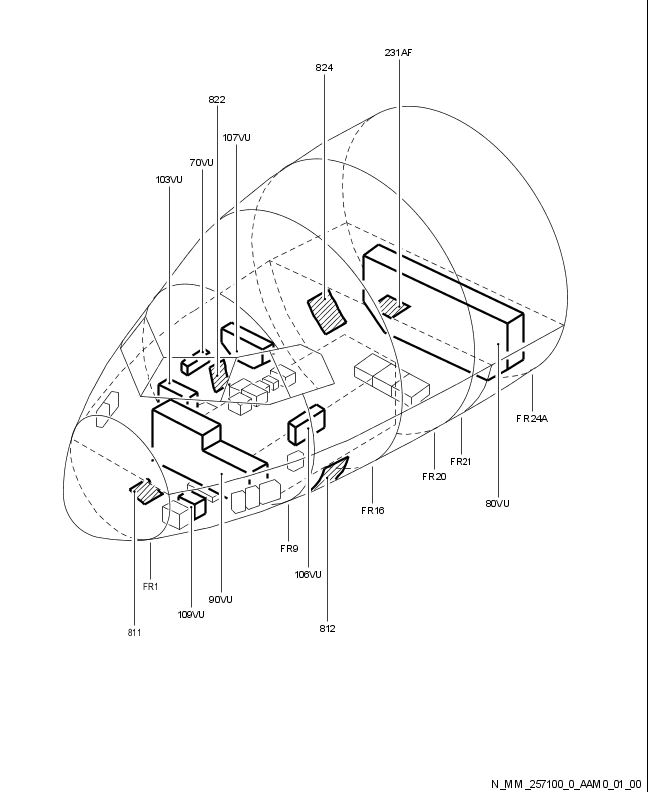 231AF
824
822
107VU
70VU
103VU
FR24A
FR21
FR20
80VU
FR16
FR9
106VU
FR1
90VU
109VU
812
811
N_MM_257100_0_AAM0_01_00